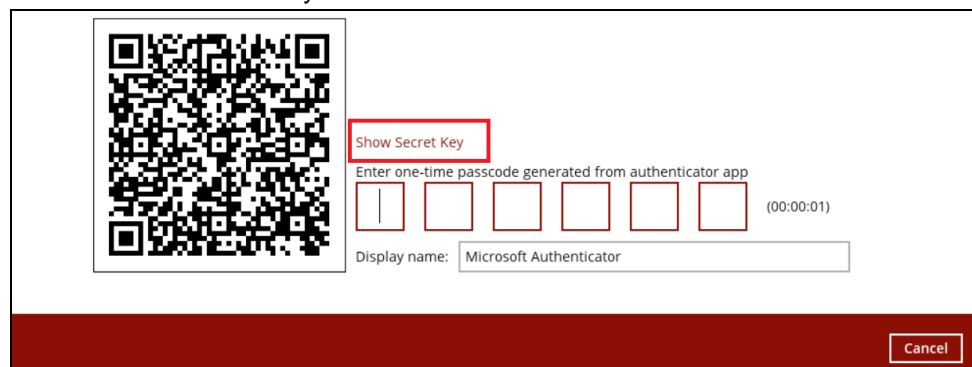 Show Secret Key
Enter one-time passcode generated from authenticator app
(00:00:01)
Display name: Microsoft Authenticator
Cancel